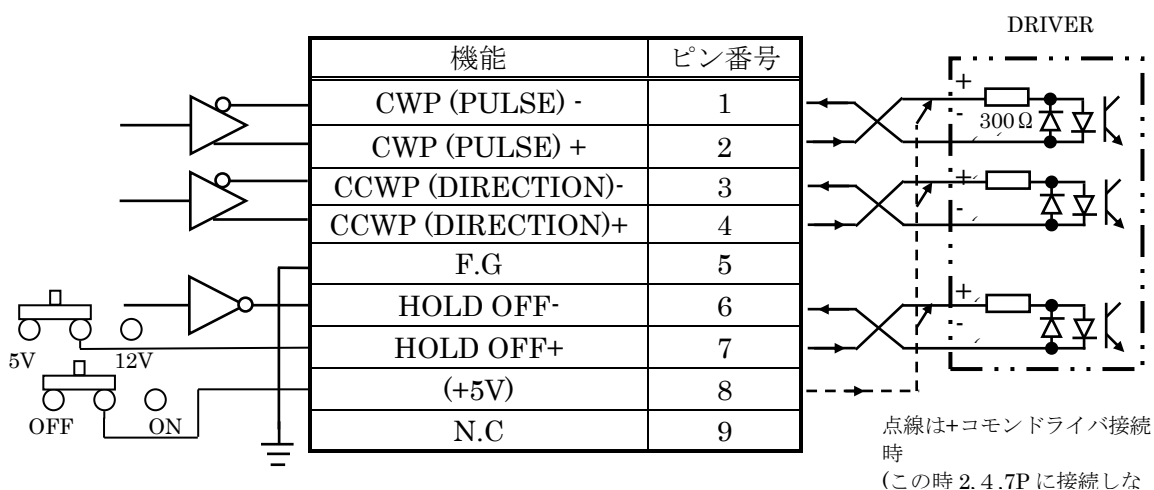 DRIVER
機能 ピン番号
CWP (PULSE) - 1
CWP (PULSE) + 2
CCWP (DIRECTION)- 3
CCWP (DIRECTION)+ 4
F.G 5
HOLD OFF- 6
HOLD OFF+ 7
(+5V) 8
N.C 9
5V 12V
OFF ON
+
-
300Ω
+
-
+
-
点線は+コモンドライバ接続
時
(この時 2, 4 ,7P に接続しな